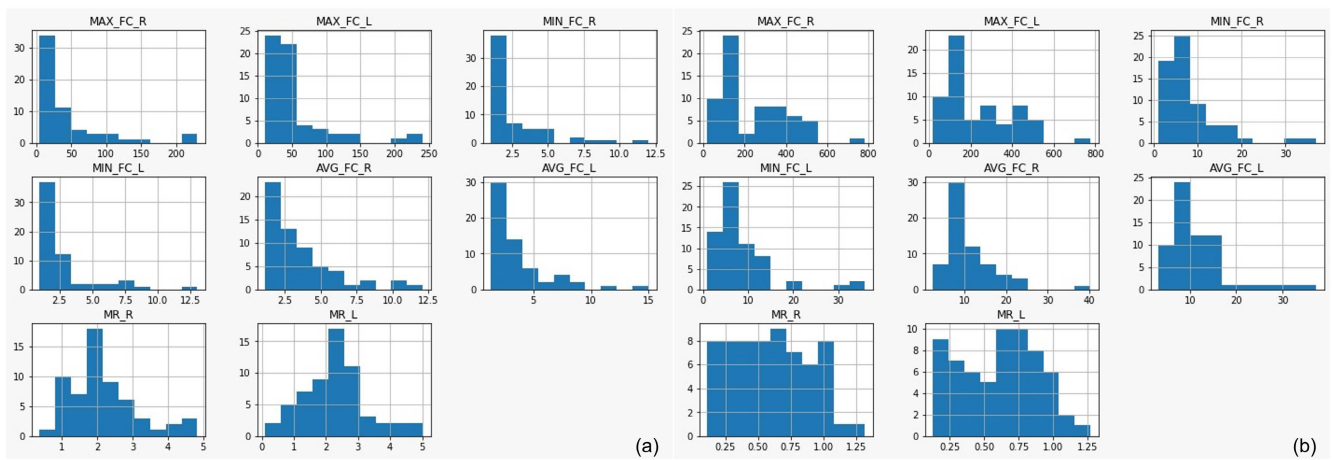 MAX_FC_R MAX_FC_L MIN_FC_R MAX_FC_R MAX_FC_L MIN_FC_R
30 20 10 0
0 50 100 150 200
25 20 15 10 5 0
0 50 100 150 200 250
30 20 10 0
2.5 5.0 7.5 10.0 12.5
25 20 15 10 5 0
0 200 400 600 800
20 15 10 5 0
0 200 400 600 800
25 20 15 10 5 0
0 10 20 30
MIN_FC_L AVG_FC_R AVG_FC_L MIN_FC_L AVG_FC_R AVG_FC_L
30 20 10 0
2.5 5.0 7.5 10.0 12.5
20 15 10 5 0
2.5 5.0 7.5 10.0 12.5
30 20 10 0
5 10 15
25 20 15 10 5 0
0 10 20 30
30 20 10 0
10 20 30 40
25 20 15 10 5 0
10 20 30
MR_R MR_L MR_R MR_L
15 10 5 0
1 2 3 4 5
15 10 5 0
0 1 2 3 4 5
(a)
8 6 4 2 0
0.25 0.50 0.75 1.00 1.25
10 8 6 4 2 0
0.25 0.50 0.75 1.00 1.25
(b)